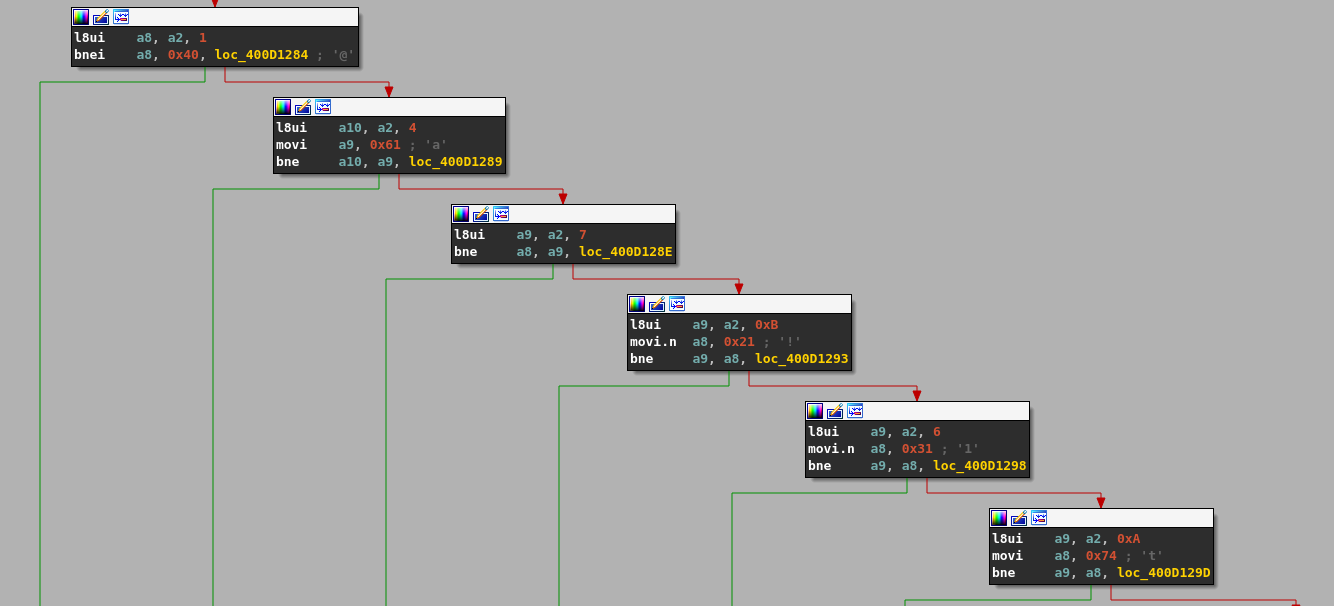 l8ui a8, a2, 1
bnei a8, 0x40, loc_400D1284 ; '@'
l8ui a10, a2, 4
movi a9, 0x61 ; 'a'
bne a10, a9, loc_400D1289
l8ui a9, a2, 7
bne a8, a9, loc_400D128E
l8ui a9, a2, 0xB
movi.n a8, 0x21 ; '!'
bne a9, a8, loc_400D1293
l8ui a9, a2, 6
movi.n a8, 0x31 ; '1'
bne a9, a8, loc_400D1298
l8ui a9, a2, 0xA
movi a8, 0x74 ; 't'
bne a9, a8, loc_400D129D